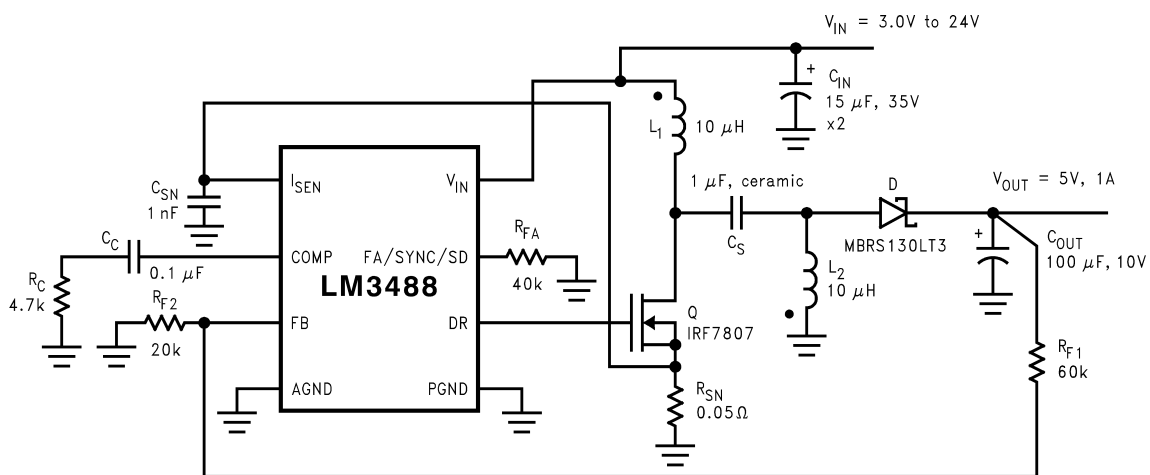 V_IN = 3.0V to 24V
+
C_IN
15 μF, 35V
x2
L_1
10 μH
I_SEN
V_IN
C_SN
1 nF
1 μF, ceramic
D
V_OUT = 5V, 1A
C_S
MBRS130LT3
+
C_OUT
100 μF, 10V
C_C
0.1 μF
COMP
FA/SYNC/SD
R_FA
40k
LM3488
R_C
4.7k
R_F2
20k
FB
DR
L_2
10 μH
Q
IRF7807
R_F1
60k
AGND
PGND
R_SN
0.05Ω